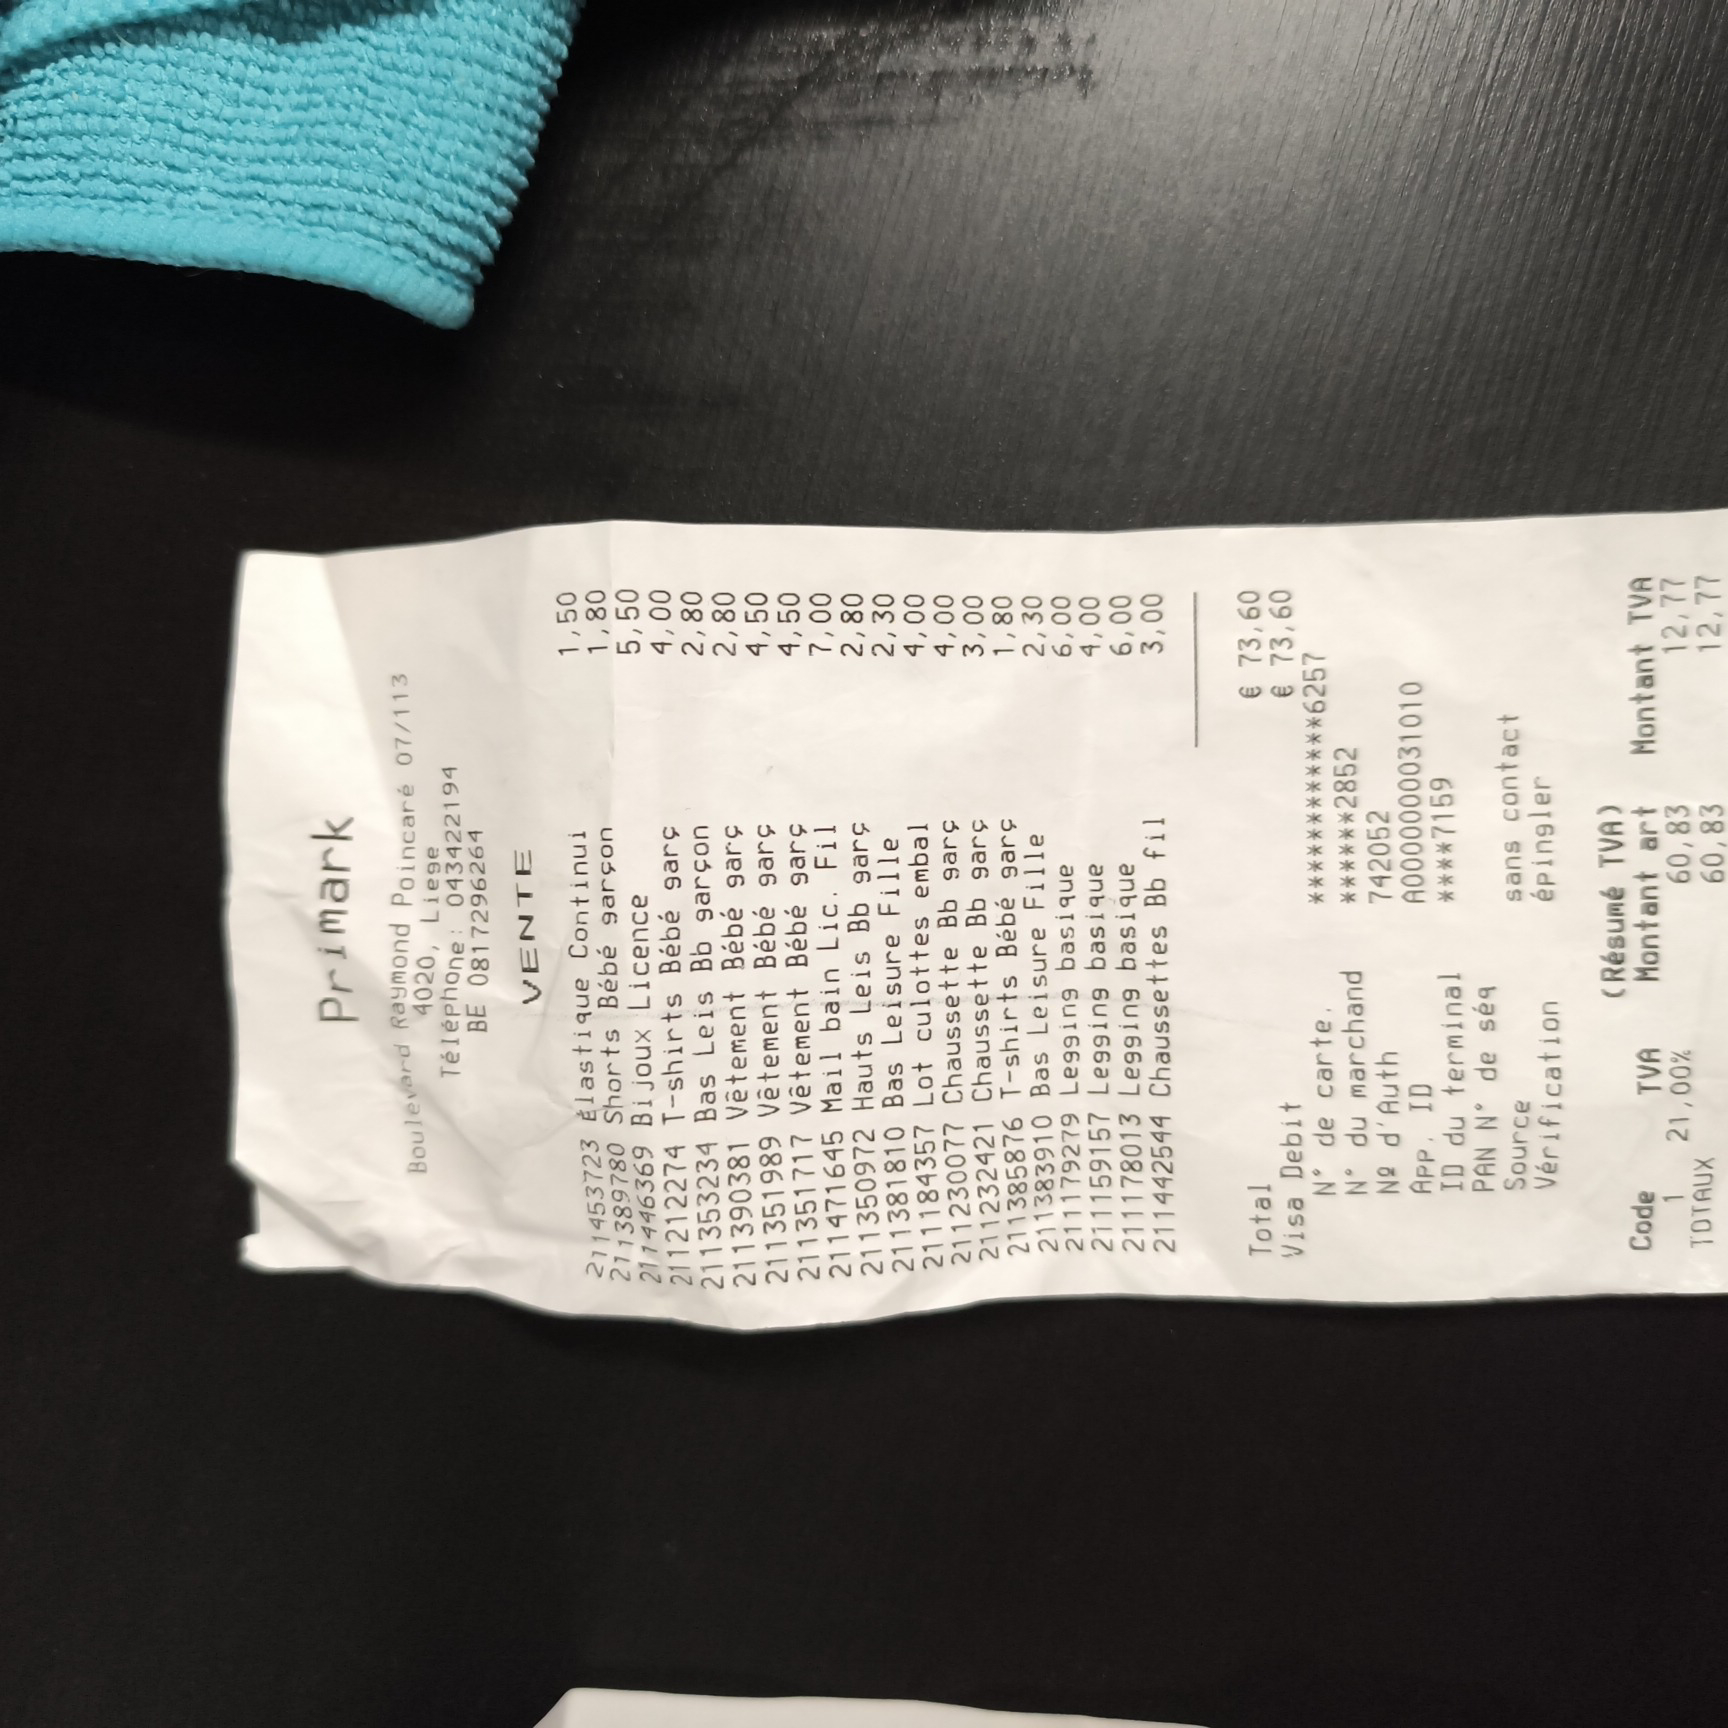 Primark
Boulevard Raymond Poincaré 07/113
4020, Liege
Téléphone: 04342​2194
BE 0817296264
VENTE
211453723 Élastique Continui 1,50
211389780 Shorts Bébé garçon 1,80
211446369 Bijoux Licence 5,50
211212274 T-shirts Bébé garç 4,00
211353234 Bas Leis Bb garçon 2,80
211390381 Vêtement Bébé garç 2,80
211351989 Vêtement Bébé garç 4,50
211351717 Vêtement Bébé garç 4,50
211471645 Mail bain Lic. Fil 7,00
211350972 Hauts Leis Bb garç 2,80
211381810 Bas Leisure Fille 2,30
211184357 Lot culottes embal 4,00
211230077 Chaussette Bb garç 4,00
211232421 Chaussette Bb garç 3,00
211385876 T-shirts Bébé garç 1,80
211383910 Bas Leisure Fille 2,30
211179279 Legging basique 6,00
211159157 Legging basique 4,00
211178013 Legging basique 6,00
211442544 Chaussettes Bb fil 3,00
Total € 73,60
Visa Debit € 73,60
N° de carte. ************6257
N° du marchand ******2852
Nº d'Auth 742052
App. ID A0000000031010
ID du terminal ****7159
PAN N° de séq
Source sans contact
Vérification épingler
(Résumé TVA)
Code TVA Montant art Montant TVA
1 21,00% 60,83 12,77
TOTAUX 60,83 12,77